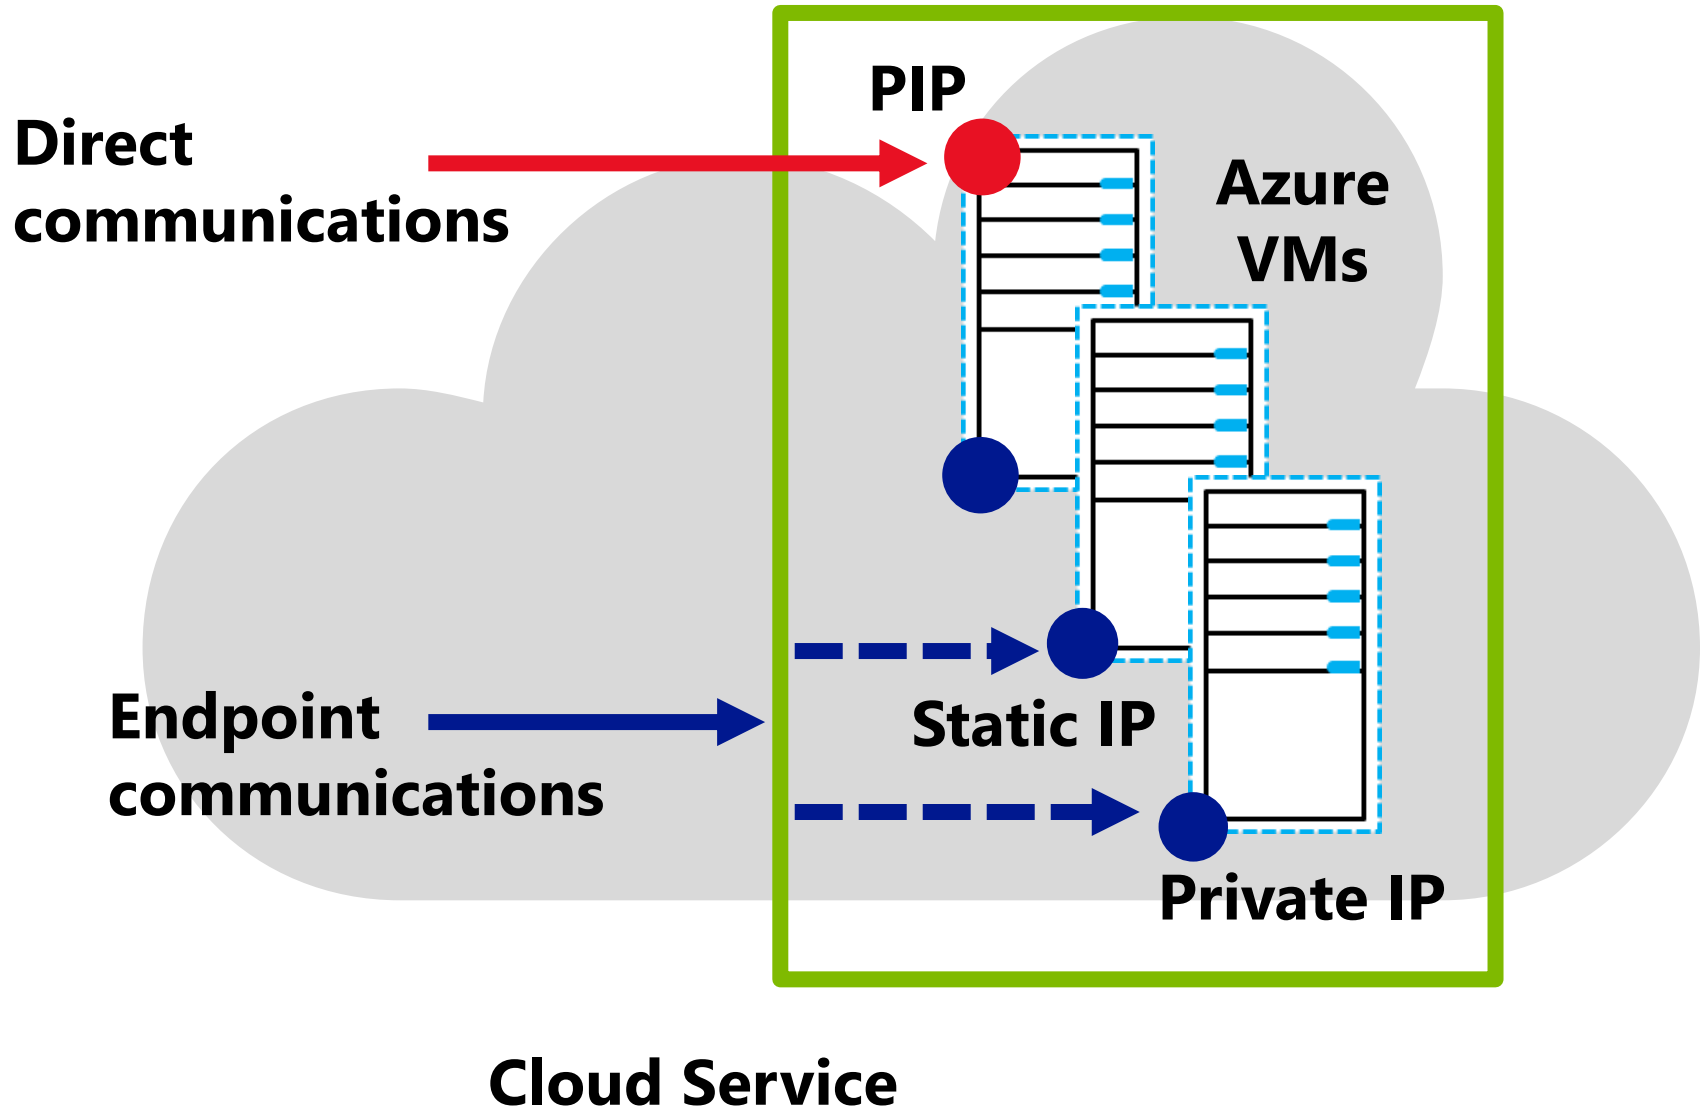 PIP
Direct
communications
Azure
VMs
Endpoint
communications
Static IP
Private IP
Cloud Service